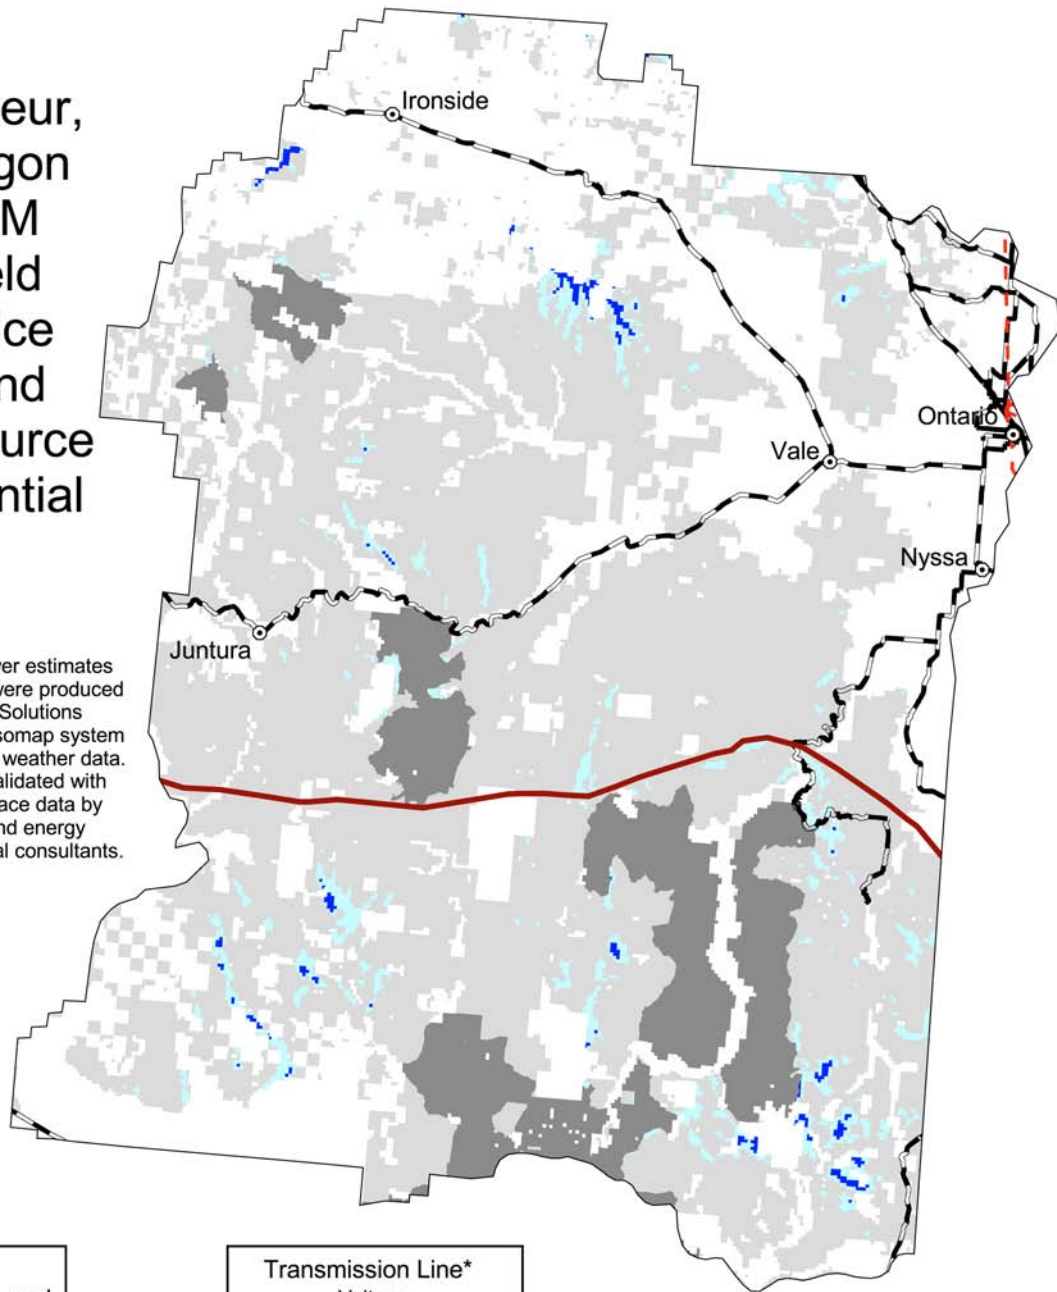 eur,
gon
M
eld
ice
nd
urce
ntial
ver estimates
were produced
Solutions
somap system
weather data.
alidated with
ace data by
nd energy
al consultants.
Ironside
Ontario
Vale
Nyssa
Juntura
Transmission Line*